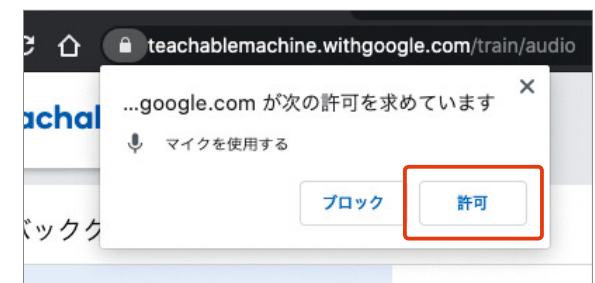 teachablemachine.withgoogle.com/train/audio
...google.com が次の許可を求めています
achal
マイクを使用する
ブロック
許可
バックグ